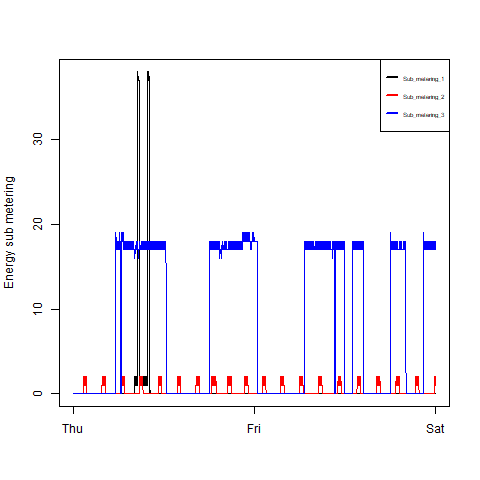 Sub_metering_1
Sub_metering_2
Sub_metering_3
Energy sub metering
30
20
10
0
Thu
Fri
Sat